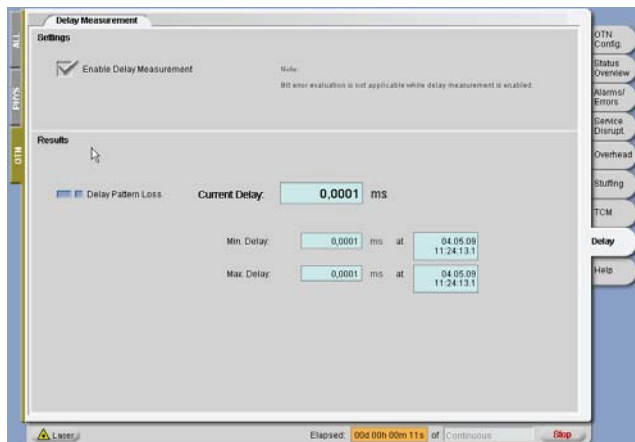 Delay Measurement
ALL
PHYS
OTN
Settings
Enable Delay Measurement
Note:
Bit error evaluation is not applicable while delay measurement is enabled.
Results
Delay Pattern Loss
Current Delay: 0,0001 ms
Min. Delay: 0,0001 ms at 04.05.09 11:24:13.1
Max. Delay: 0,0001 ms at 04.05.09 11:24:13.1
OTN Config.
Status Overview
Alarms/ Errors
Service Disrupt.
Overhead
Stuffing
TCM
Delay
Help
Laser
Elapsed: 00d 00h 00m 11s of Continuous
Stop